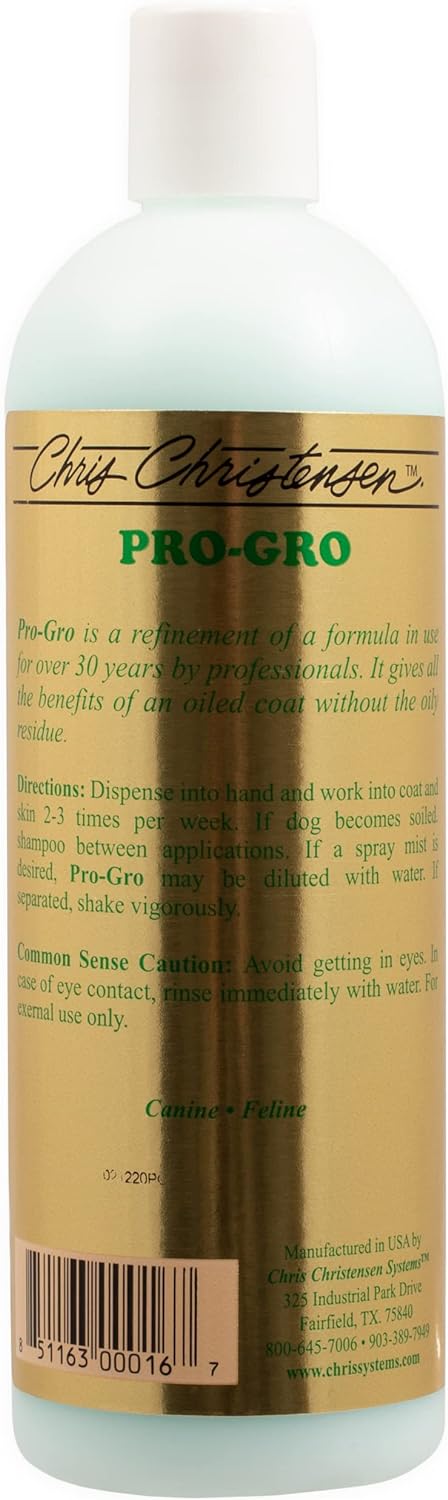 Chris Christensen™
PRO-GRO
Pro-Gro is a refinement of a formula in use
for over 30 years by professionals. It gives all
the benefits of an oiled coat without the oily
residue.
Directions: Dispense into hand and work into coat and
skin 2-3 times per week. If dog becomes soiled,
shampoo between applications. If a spray mist is
desired, Pro-Gro may be diluted with water. If
separated, shake vigorously.
Common Sense Caution: Avoid getting in eyes. In
case of eye contact, rinse immediately with water. For
exernal use only.
Canine • Feline
Manufactured in USA by
Chris Christensen Systems™
325 Industrial Park Drive
Fairfield, TX. 75840
800-645-7006 • 903-389-7949
www.chrissystems.com
8 51163 00016 7